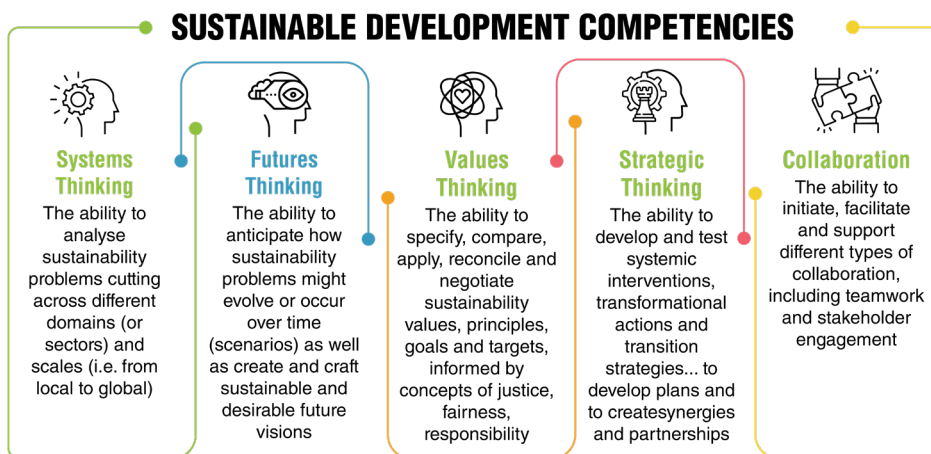 SUSTAINABLE DEVELOPMENT COMPETENCIES
Systems
Thinking
The ability to
analyse
sustainability
problems cutting
across different
domains (or
sectors) and
scales (i.e. from
local to global)
Futures
Thinking
The ability to
anticipate how
sustainability
problems might
evolve or occur
over time
(scenarios) as well
as create and craft
sustainable and
desirable future
visions
Values
Thinking
The ability to
specify, compare,
apply, reconcile and
negotiate
sustainability
values, principles,
goals and targets,
informed by
concepts of justice,
fairness,
responsibility
Strategic
Thinking
The ability to
develop and test
systemic
interventions,
transformational
actions and
transition
strategies... to
develop plans and
to createsynergies
and partnerships
Collaboration
The ability to
initiate, facilitate
and support
different types of
collaboration,
including teamwork
and stakeholder
engagement